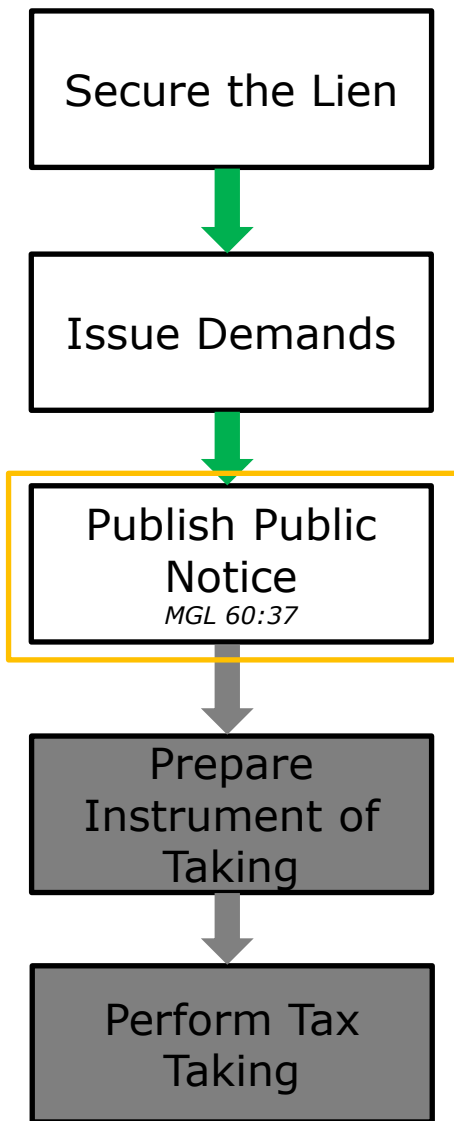 Secure the Lien
Issue Demands
Publish Public
Notice
MGL 60:37
Prepare
Instrument of
Taking
Perform Tax
Taking